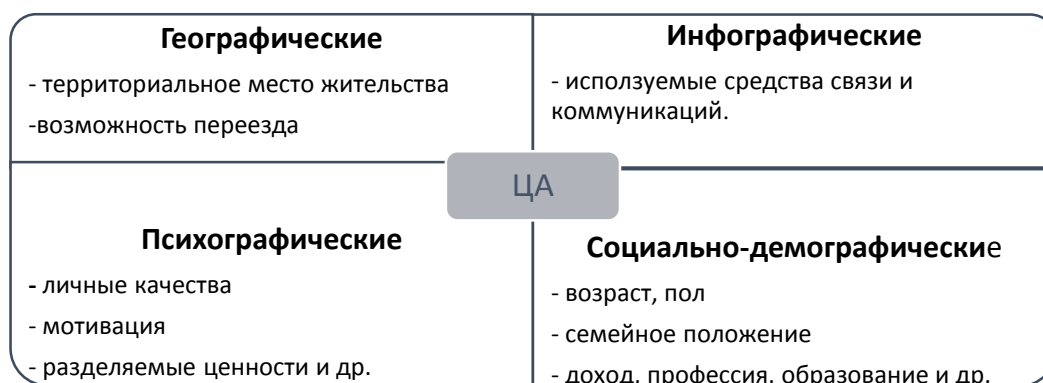 Географические
- территориальное место жительства
-возможность переезда
Инфографические
- исползуемые средства связи и
коммуникаций.
ЦА
Психографические
- личные качества
- мотивация
- разделяемые ценности и др.
Социально-демографические
- возраст, пол
- семейное положение
- доход, профессия, образование и др.